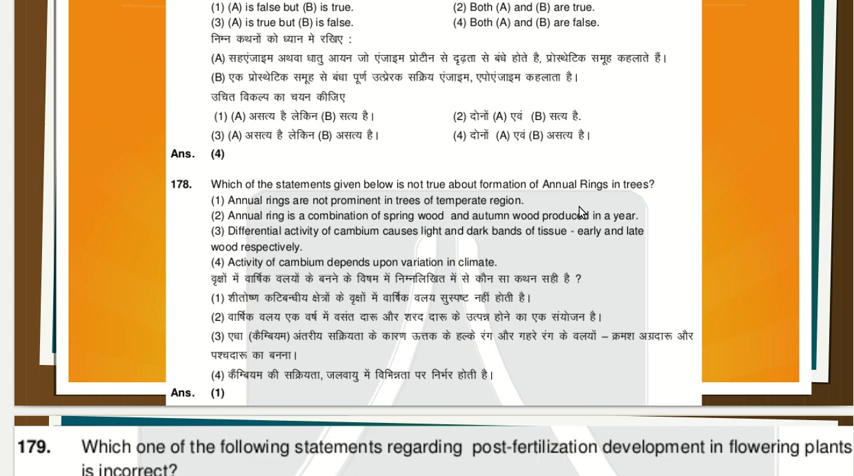 (1) (A) is false but (B) is true. (2) Both (A) and (B) are true.
(3) (A) is true but (B) is false. (4) Both (A) and (B) are false.
निम्न कथनों को ध्यान मे रखिए :
(A) सहएंजाइम अथवा धातु आयन जो एंजाइम प्रोटीन से दृढ़ता से बंधे होते है, प्रोस्थेटिक समूह कहलाते हैं।
(B) एक प्रोस्थेटिक समूह से बंधा पूर्ण उत्प्रेरक सक्रिय एंजाइम, एपोएंजाइम कहलाता है।
उचित विकल्प का चयन कीजिए
(1) (A) असत्य है लेकिन (B) सत्य है। (2) दोनों (A) एवं (B) सत्य है.
(3) (A) असत्य है लेकिन (B) असत्य है। (4) दोनों (A) एवं (B) असत्य है।
Ans. (4)
178. Which of the statements given below is not true about formation of Annual Rings in trees?
(1) Annual rings are not prominent in trees of temperate region.
(2) Annual ring is a combination of spring wood and autumn wood produced in a year.
(3) Differential activity of cambium causes light and dark bands of tissue - early and late
wood respectively.
(4) Activity of cambium depends upon variation in climate.
वृक्षों में वार्षिक वलयों के बनने के विषम में निम्नलिखित में से कौन सा कथन सही है ?
(1) शीतोष्ण कटिबन्धीय क्षेत्रों के वृक्षों में वार्षिक वलय सुस्पष्ट नहीं होती है।
(2) वार्षिक वलय एक वर्ष में वसंत दारू और शरद दारू के उत्पन्न होने का एक संयोजन है।
(3) एधा (कैम्बियम) अंतरीय सक्रियता के कारण ऊत्तक के हल्के रंग और गहरे रंग के वलयों – क्रमश अग्रदारू और
पश्चदारू का बनना।
(4) कैंम्बियम की सक्रियता, जलवायु में विभिन्नता पर निर्भर होती है।
Ans. (1)
179. Which one of the following statements regarding post-fertilization development in flowering plants
is incorrect?